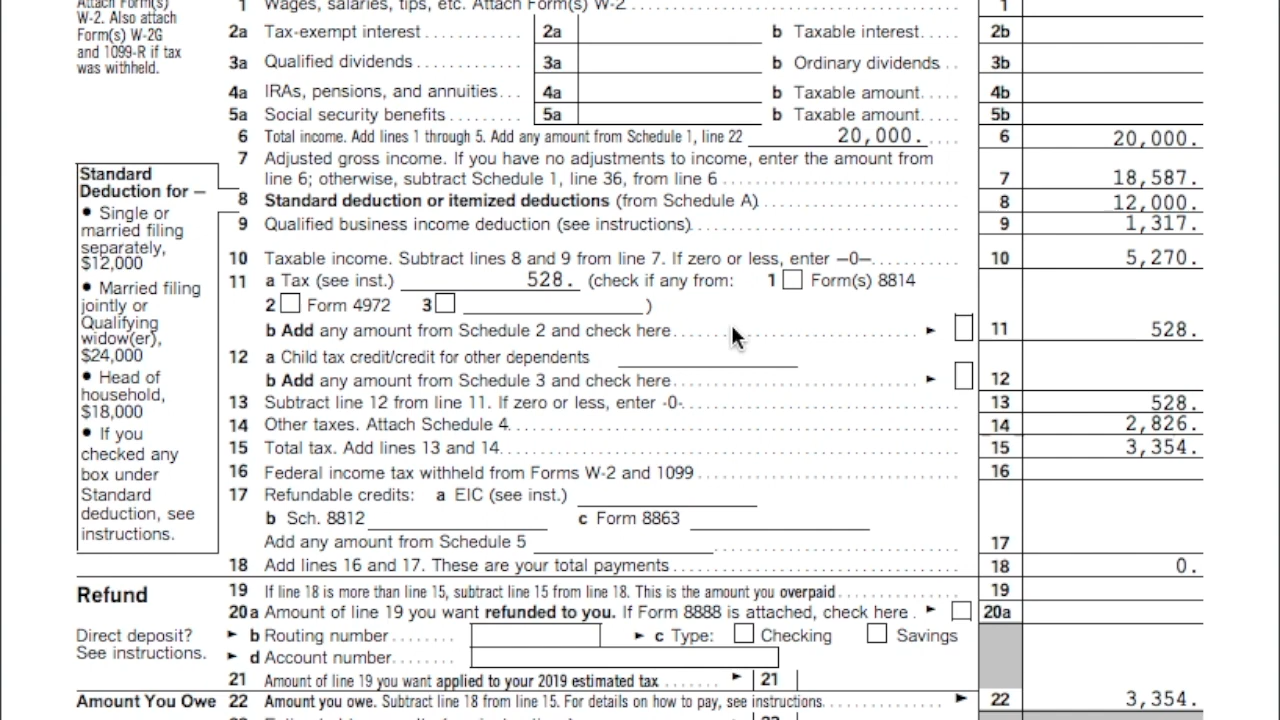 Attach Form(s)
W-2. Also attach
Form(s) W-2G
and 1099-R if tax
was withheld.
1 Wages, salaries, tips, etc. Attach Form(s) W-2 1
2a Tax-exempt interest 2a b Taxable interest 2b
3a Qualified dividends 3a b Ordinary dividends 3b
4a IRAs, pensions, and annuities 4a b Taxable amount 4b
5a Social security benefits 5a b Taxable amount 5b
6 Total income. Add lines 1 through 5. Add any amount from Schedule 1, line 22 20,000. 6 20,000.
7 Adjusted gross income. If you have no adjustments to income, enter the amount from
line 6; otherwise, subtract Schedule 1, line 36, from line 6 7 18,587.
8 Standard deduction or itemized deductions (from Schedule A) 8 12,000.
9 Qualified business income deduction (see instructions) 9 1,317.
10 Taxable income. Subtract lines 8 and 9 from line 7. If zero or less, enter –0– 10 5,270.
11 a Tax (see inst.) 528. (check if any from: 1 Form(s) 8814
2 Form 4972 3 )
b Add any amount from Schedule 2 and check here ► 11 528.
12 a Child tax credit/credit for other dependents
b Add any amount from Schedule 3 and check here ► 12
13 Subtract line 12 from line 11. If zero or less, enter -0- 13 528.
14 Other taxes. Attach Schedule 4 14 2,826.
15 Total tax. Add lines 13 and 14 15 3,354.
16 Federal income tax withheld from Forms W-2 and 1099 16
17 Refundable credits: a EIC (see inst.)
b Sch. 8812 c Form 8863
Add any amount from Schedule 5 17
18 Add lines 16 and 17. These are your total payments 18 0.
Standard
Deduction for —
• Single or
married filing
separately,
$12,000
• Married filing
jointly or
Qualifying
widow(er),
$24,000
• Head of
household,
$18,000
• If you
checked any
box under
Standard
deduction, see
instructions.
Refund 19 If line 18 is more than line 15, subtract line 15 from line 18. This is the amount you overpaid 19
20a Amount of line 19 you want refunded to you. If Form 8888 is attached, check here ► 20a
Direct deposit? ► b Routing number ► c Type: Checking Savings
See instructions. ► d Account number
21 Amount of line 19 you want applied to your 2019 estimated tax ► 21
Amount You Owe 22 Amount you owe. Subtract line 18 from line 15. For details on how to pay, see instructions ► 22 3,354.